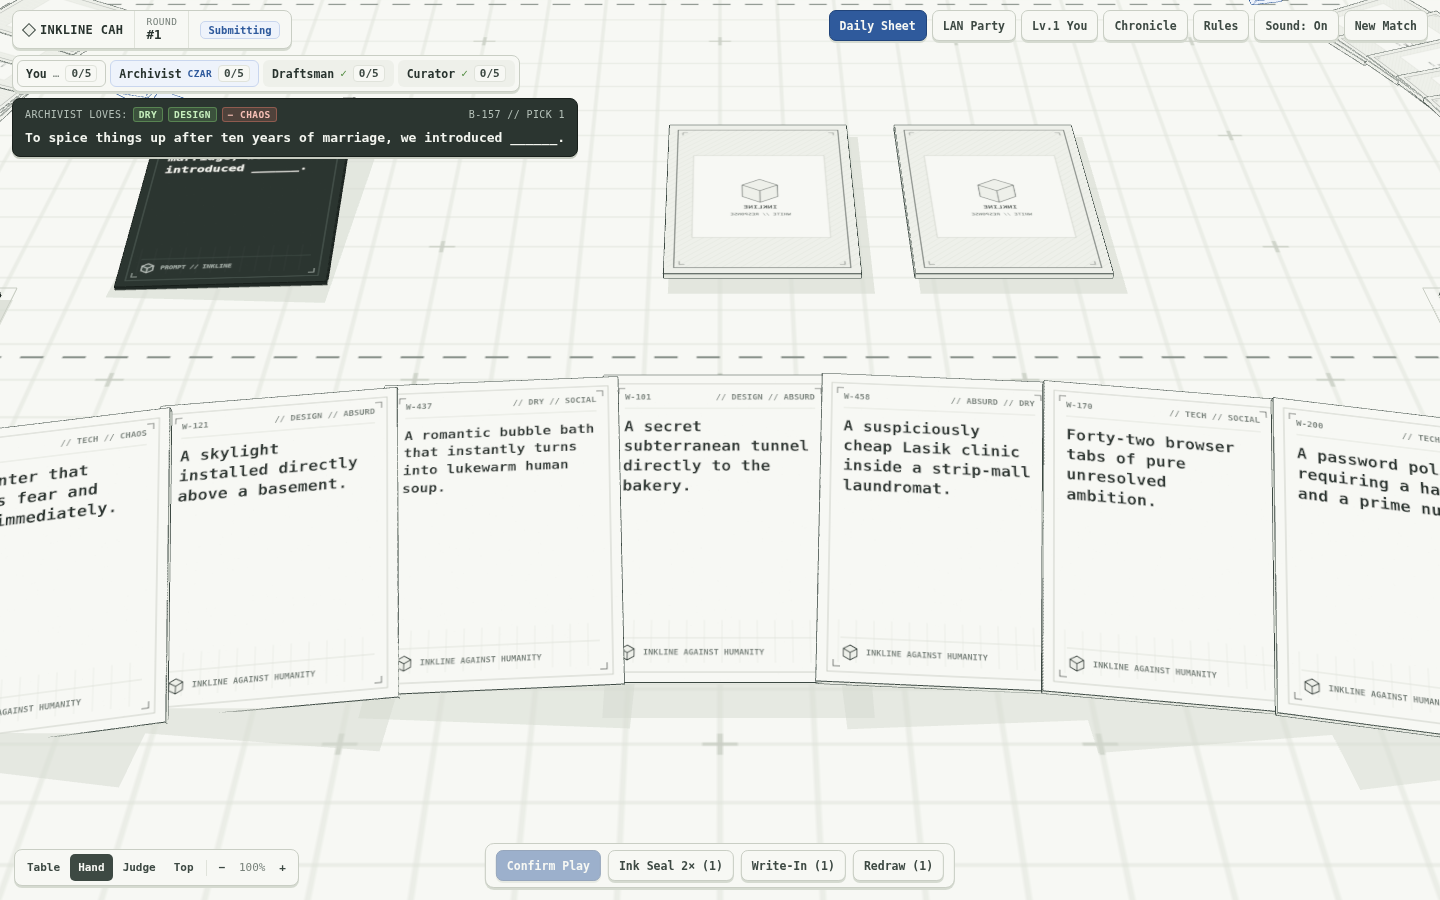 INKLINE CAH
ROUND
#1
Submitting
Daily Sheet
LAN Party
Lv.1 You
Chronicle
Rules
Sound: On
New Match
You … 0/5
Archivist CZAR 0/5
Draftsman ✓ 0/5
Curator ✓ 0/5
ARCHIVIST LOVES: DRY DESIGN − CHAOS
B-157 // PICK 1
To spice things up after ten years of marriage, we introduced ______.
introduced ______.
PROMPT // INKLINE
INKLINE
WHITE // RESPONSE
INKLINE
WHITE // RESPONSE
// TECH / CHAOS
fear and
immediately.
AGAINST HUMANITY
W-121
// DESIGN / ABSURD
A skylight
installed directly
above a basement.
INKLINE AGAINST HUMANITY
W-437
// DRY / SOCIAL
A romantic bubble bath
that instantly turns
into lukewarm human
soup.
INKLINE AGAINST HUMANITY
W-101
// DESIGN / ABSURD
A secret
subterranean tunnel
directly to the
bakery.
INKLINE AGAINST HUMANITY
W-458
// ABSURD / DRY
A suspiciously
cheap Lasik clinic
inside a strip-mall
laundromat.
INKLINE AGAINST HUMANITY
W-170
// TECH / SOCIAL
Forty-two browser
tabs of pure
unresolved
ambition.
INKLINE AGAINST HUMANITY
W-200
// TECH
A password pol
requiring a ha
and a prime nu
INKLINE AGAINST HUMAN
Table
Hand
Judge
Top
− 100% +
Confirm Play
Ink Seal 2× (1)
Write-In (1)
Redraw (1)